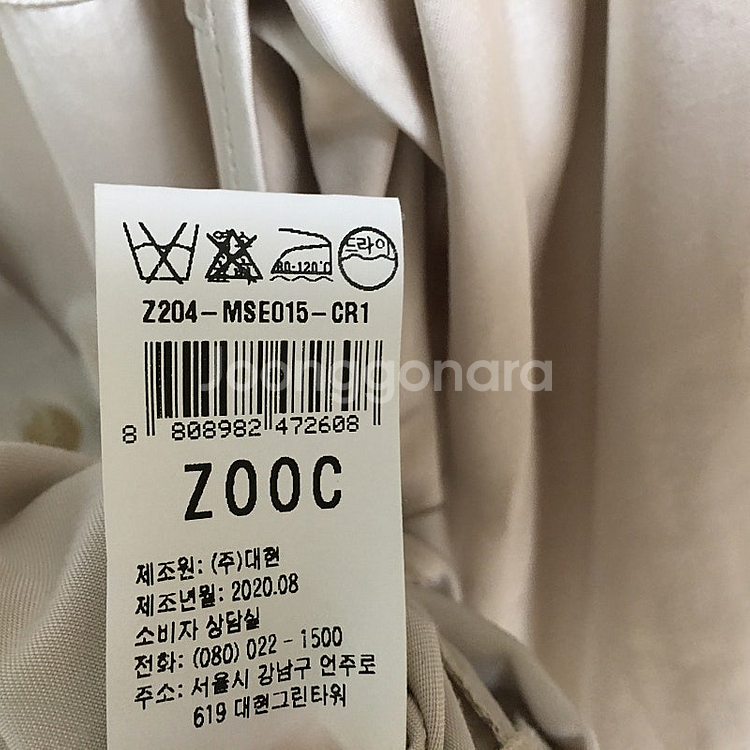 80-120°C
드라이
Z204-MSE015-CR1
Joonggonara
8 808982 472608
ZOOC
제조원: (주)대현
제조년월: 2020.08
소비자 상담실
전화: (080) 022-1500
주소: 서울시 강남구 언주로
619 대현그린타워